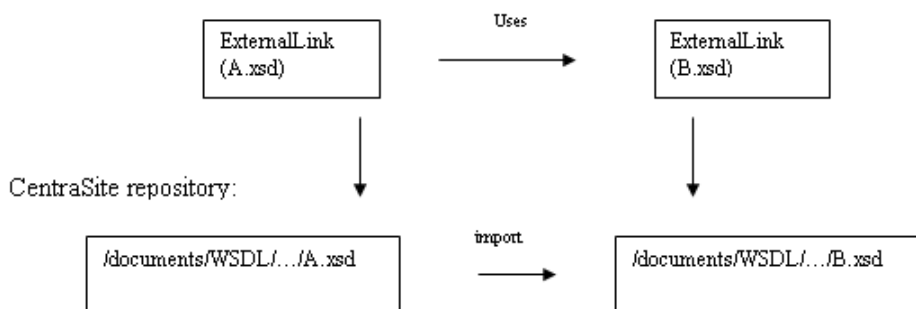 Uses
ExternalLink
(A.xsd)
ExternalLink
(B.xsd)
CentraSite repository:
import
/documents/WSDL/…/A.xsd
/documents/WSDL/…/B.xsd